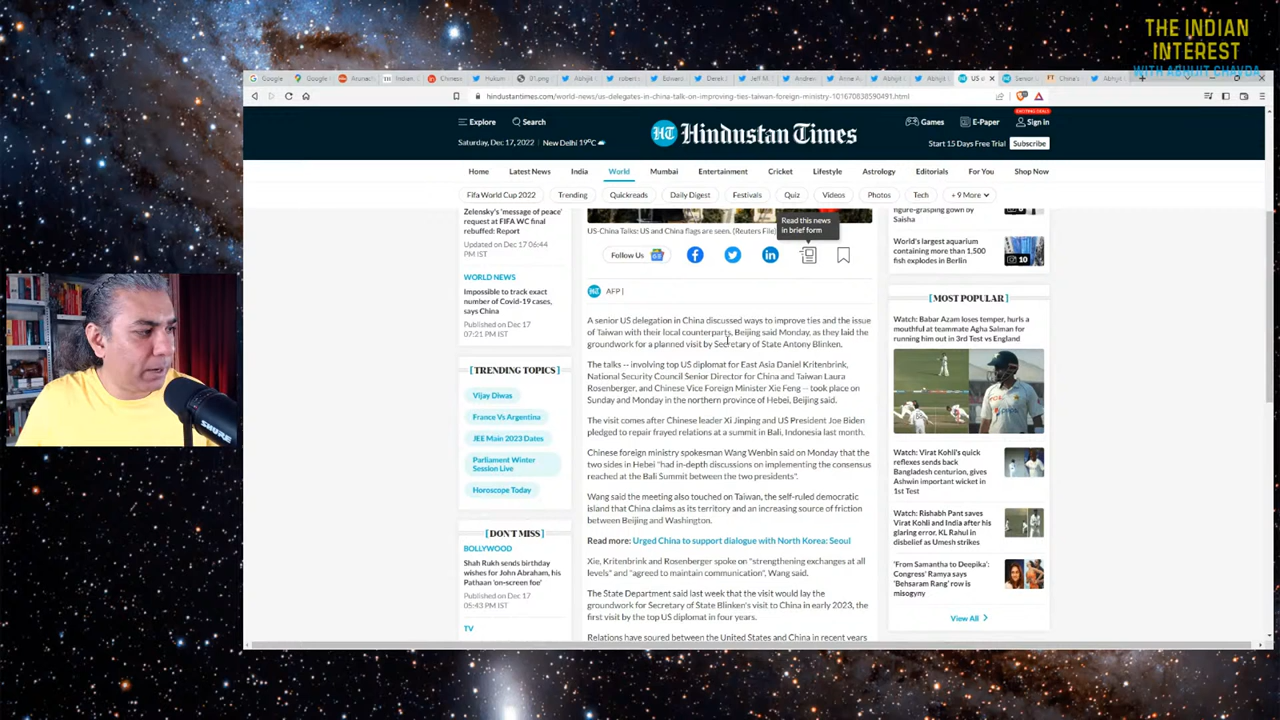 THE INDIAN
INTEREST
WITH ABHIJIT CHAVDA
Google
Google
Arunach
Indian
Chinese
Hukum
Abhijit
robert
Edward
Derek
Jeff M.
Andrew
Anne A
Abhijit
Abhijit
US d
Senior
China's
Abhij
hindustantimes.com/world-news/us-delegates-in-china-talk-on-improving-ties-taiwan-foreign-ministry-101670838590491.html
Explore
Search
Hindustan Times
HT
Games
E-Paper
Sign in
Saturday, Dec 17, 2022 | New Delhi 19°C
Start 15 Days Free Trial
Subscribe
Home
Latest News
India
World
Mumbai
Entertainment
Cricket
Lifestyle
Astrology
Editorials
For You
Shop Now
Fifa World Cup 2022
Trending
Quickreads
Daily Digest
Festivals
Quiz
Videos
Photos
Tech
+ 9 More
Zelensky's 'message of peace'
request at FIFA WC final
rebuffed: Report
Updated on Dec 17 06:44
PM IST
WORLD NEWS
Impossible to track exact
number of Covid-19 cases,
says China
Published on Dec 17
07:21 PM IST
[ TRENDING TOPICS ]
Vijay Diwas
France Vs Argentina
JEE Main 2023 Dates
Parliament Winter
Session Live
Horoscope Today
[ DON'T MISS ]
BOLLYWOOD
Shah Rukh sends birthday
wishes for John Abraham, his
Pathaan 'on-screen foe'
Published on Dec 17
05:43 PM IST
TV
US-China Talks: US and China flags are seen. (Reuters File)
Read this news
in brief form
Follow Us
HT
AFP |
A senior US delegation in China discussed ways to improve ties and the issue
of Taiwan with their local counterparts, Beijing said Monday, as they laid the
groundwork for a planned visit by Secretary of State Antony Blinken.
The talks -- involving top US diplomat for East Asia Daniel Kritenbrink,
National Security Council Senior Director for China and Taiwan Laura
Rosenberger, and Chinese Vice Foreign Minister Xie Feng -- took place on
Sunday and Monday in the northern province of Hebei, Beijing said.
The visit comes after Chinese leader Xi Jinping and US President Joe Biden
pledged to repair frayed relations at a summit in Bali, Indonesia last month.
Chinese foreign ministry spokesman Wang Wenbin said on Monday that the
two sides in Hebei "had in-depth discussions on implementing the consensus
reached at the Bali Summit between the two presidents".
Wang said the meeting also touched on Taiwan, the self-ruled democratic
island that China claims as its territory and an increasing source of friction
between Beijing and Washington.
Read more: Urged China to support dialogue with North Korea: Seoul
Xie, Kritenbrink and Rosenberger spoke on "strengthening exchanges at all
levels" and "agreed to maintain communication", Wang said.
The State Department said last week that the visit would lay the
groundwork for Secretary of State Blinken's visit to China in early 2023, the
first visit by the top US diplomat in four years.
Relations have soured between the United States and China in recent years
figure-grasping gown by
Saisha
World's largest aquarium
containing more than 1,500
fish explodes in Berlin
10
[ MOST POPULAR ]
Watch: Babar Azam loses temper, hurls a
mouthful at teammate Agha Salman for
running him out in 3rd Test vs England
Watch: Virat Kohli's quick
reflexes sends back
Bangladesh centurion, gives
Ashwin important wicket in
1st Test
Watch: Rishabh Pant saves
Virat Kohli and India after his
glaring error, KL Rahul in
disbelief as Umesh strikes
'From Samantha to Deepika':
Congress' Ramya says
'Behsaram Rang' row is
misogyny
View All
SHURE